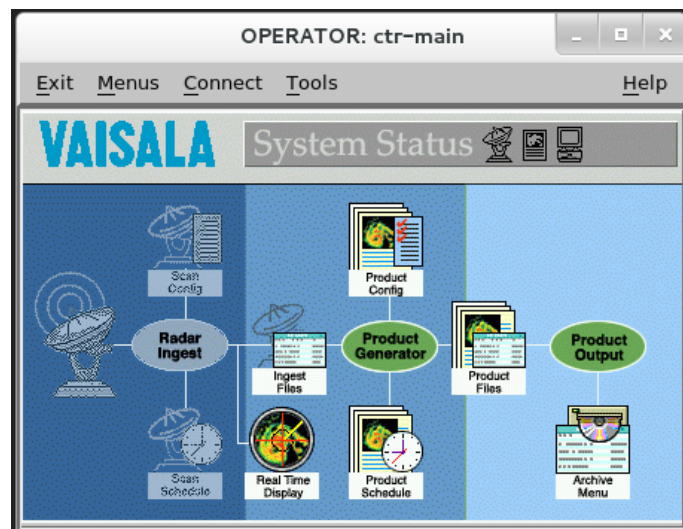 OPERATOR: ctr-main
Exit Menus Connect Tools Help
VAISALA System Status
Scan
Config
Product
Config
Radar
Ingest
Ingest
Files
Product
Generator
Product
Files
Product
Output
Scan
Schedule
Real Time
Display
Product
Schedule
Archive
Menu